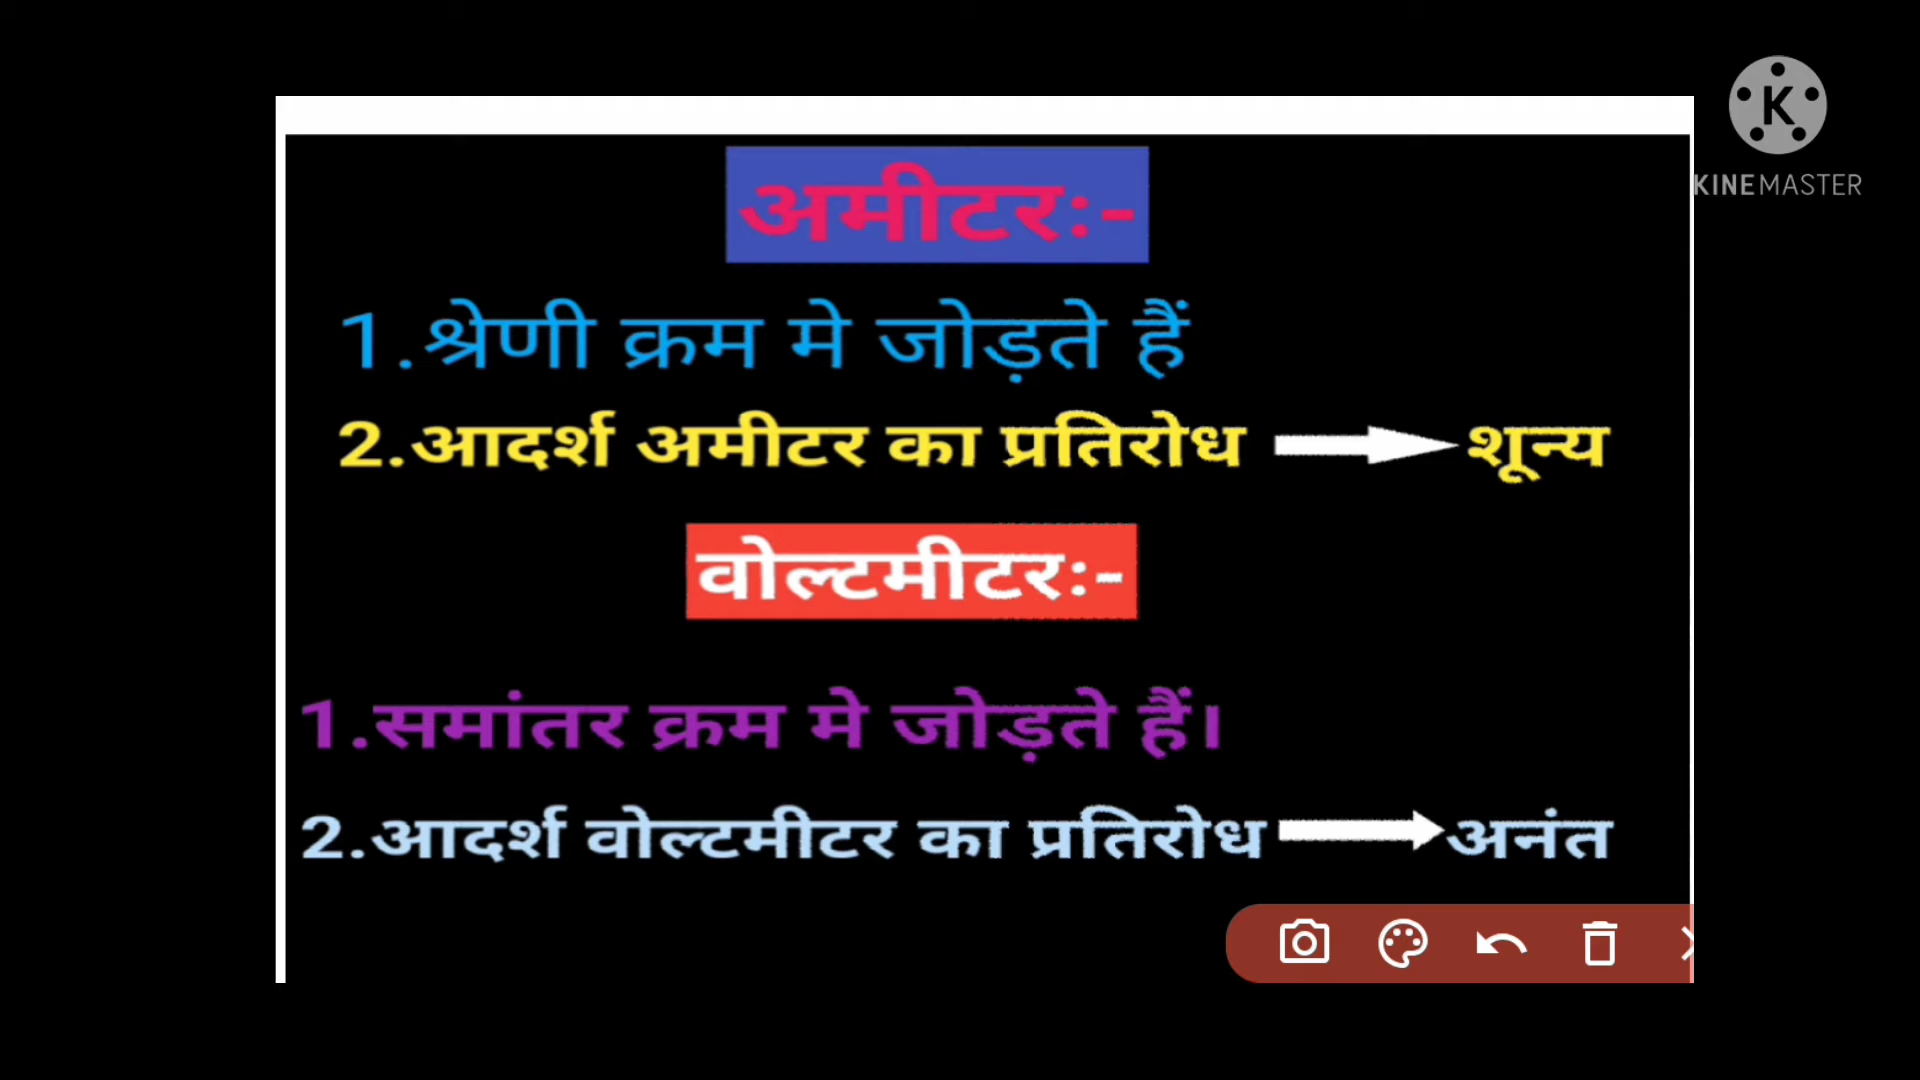 KINEMASTER
अमीटर:-
1.श्रेणी क्रम मे जोड़ते हैं
2.आदर्श अमीटर का प्रतिरोध शून्य
वोल्टमीटर:-
1.समांतर क्रम मे जोड़ते हैं।
2.आदर्श वोल्टमीटर का प्रतिरोध अनंत